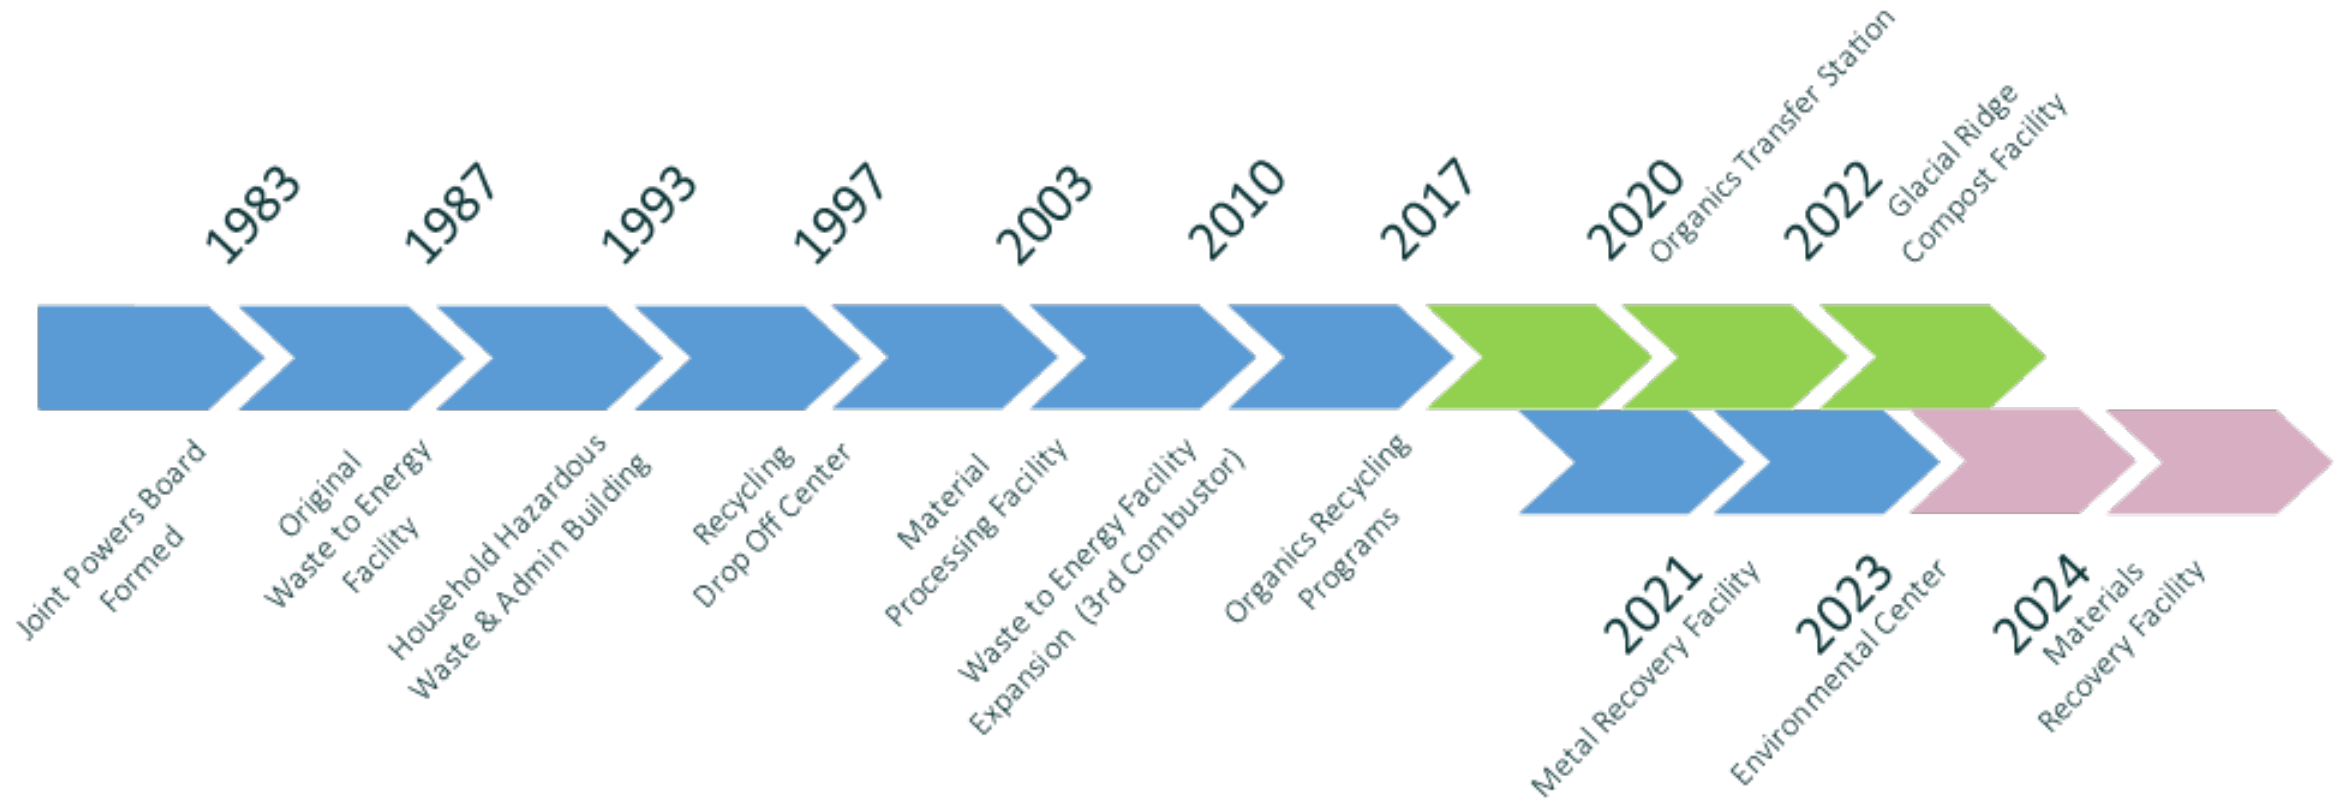 1983
Joint Powers Board
Formed
1987
Original
Waste to Energy
Facility
1993
Household Hazardous
Waste & Admin Building
1997
Recycling
Drop Off Center
2003
Material
Processing Facility
2010
Waste to Energy Facility
Expansion (3rd Combustor)
2017
Organics Recycling
Programs
2020
Organics Transfer Station
2022
Glacial Ridge
Compost Facility
2021
Metal Recovery Facility
2023
Environmental Center
2024
Materials
Recovery Facility